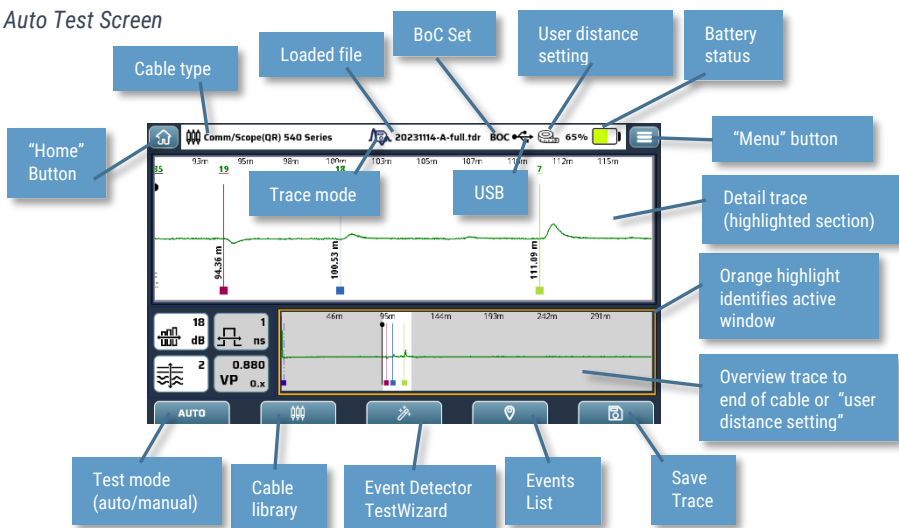 Auto Test Screen
Cable type
Loaded file
BoC Set
User distance
setting
Battery
status
"Home"
Button
Comm/Scope(QR) 540 Series
20231114-A-full.tdr
BOC
65%
"Menu" button
93m 95m 98m 100m 103m 105m 107m 110m 112m 115m
35 19 18 7
Trace mode
USB
Detail trace
(highlighted section)
94.36 m
100.53 m
111.09 m
Orange highlight
identifies active
window
46m 95m 144m 193m 242m 291m
18
dB
1
ns
2
0.880
VP 0.x
Overview trace to
end of cable or "user
distance setting"
AUTO
Test mode
(auto/manual)
Cable
library
Event Detector
TestWizard
Events
List
Save
Trace